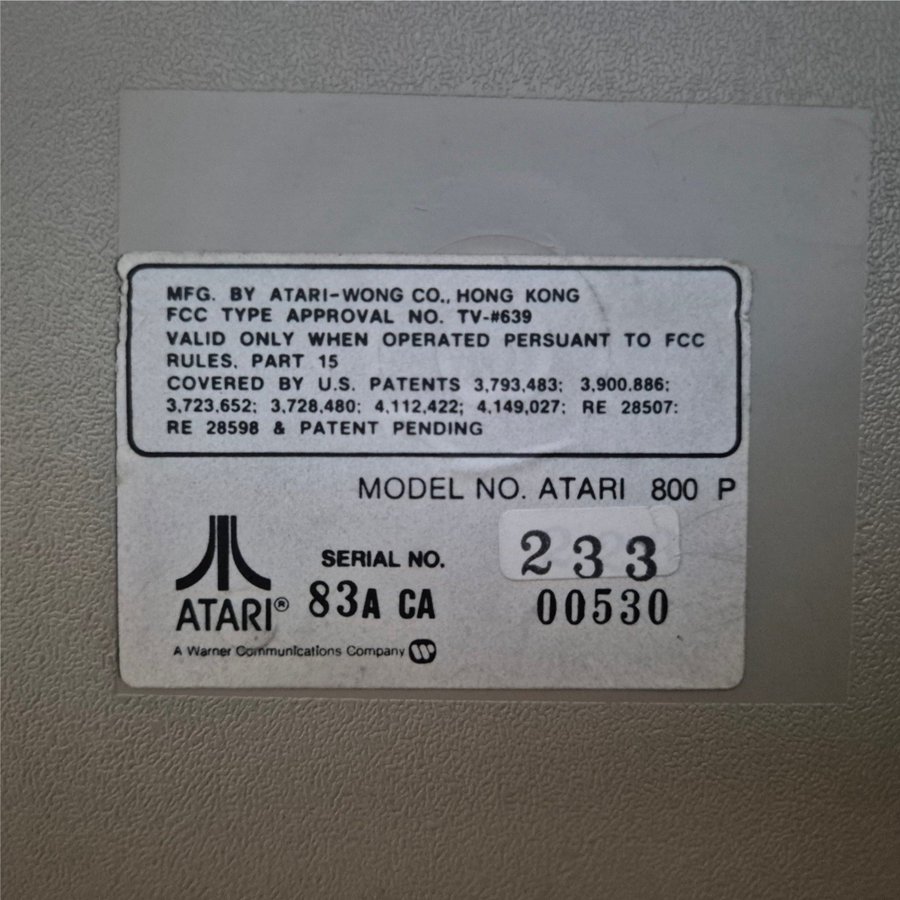 MFG. BY ATARI-WONG CO., HONG KONG
FCC TYPE APPROVAL NO. TV-#639
VALID ONLY WHEN OPERATED PERSUANT TO FCC
RULES, PART 15
COVERED BY U.S. PATENTS 3,793,483; 3,900,886;
3,723,652; 3,728,480; 4,112,422; 4,149,027; RE 28507;
RE 28598 & PATENT PENDING
MODEL NO. ATARI 800 P
233
SERIAL NO.
83A CA 00530
ATARI®
A Warner Communications Company